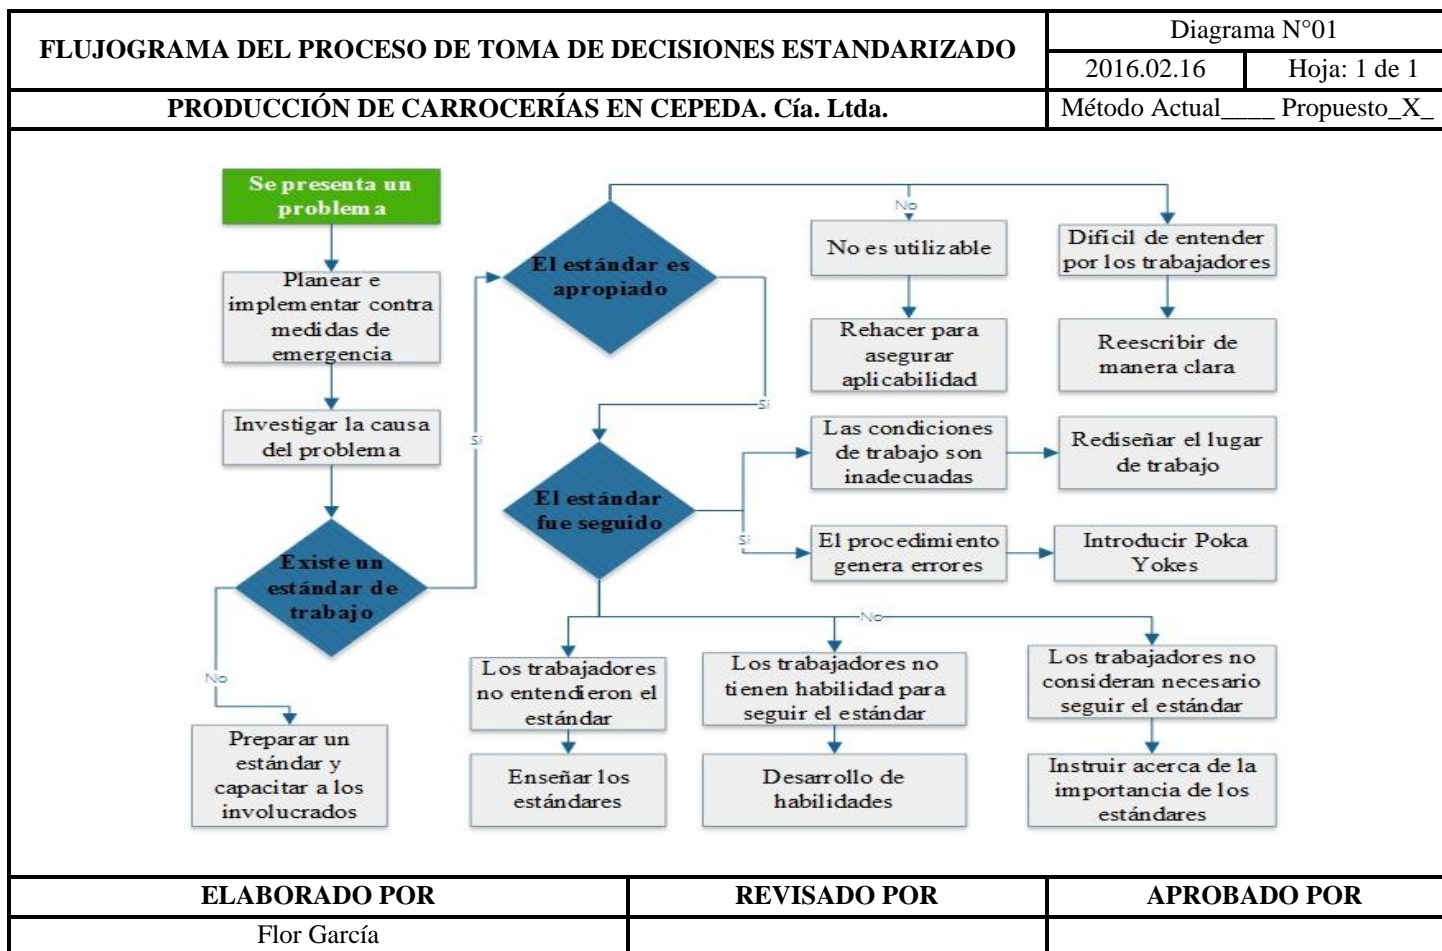 FLUJOGRAMA DEL PROCESO DE TOMA DE DECISIONES ESTANDARIZADO
Diagrama N°01
2016.02.16
Hoja: 1 de 1
PRODUCCIÓN DE CARROCERÍAS EN CEPEDA. Cía. Ltda.
Método Actual____ Propuesto_X_
Se presenta un
problema
Planear e
implementar contra
medidas de
emergencia
Investigar la causa
del problema
Existe un
estándar de
trabajo
No
Preparar un
estándar y
capacitar a los
involucrados
Si
El estándar es
apropiado
No
No es utilizable
Rehacer para
asegurar
aplicabilidad
Difícil de entender
por los trabajadores
Reescribir de
manera clara
Si
El estándar
fue seguido
Si
Las condiciones
de trabajo son
inadecuadas
Rediseñar el lugar
de trabajo
El procedimiento
genera errores
Introducir Poka
Yokes
No
Los trabajadores
no entendieron el
estándar
Enseñar los
estándares
Los trabajadores no
tienen habilidad para
seguir el estándar
Desarrollo de
habilidades
Los trabajadores no
consideran necesario
seguir el estándar
Instruir acerca de la
importancia de los
estándares
ELABORADO POR
REVISADO POR
APROBADO POR
Flor García